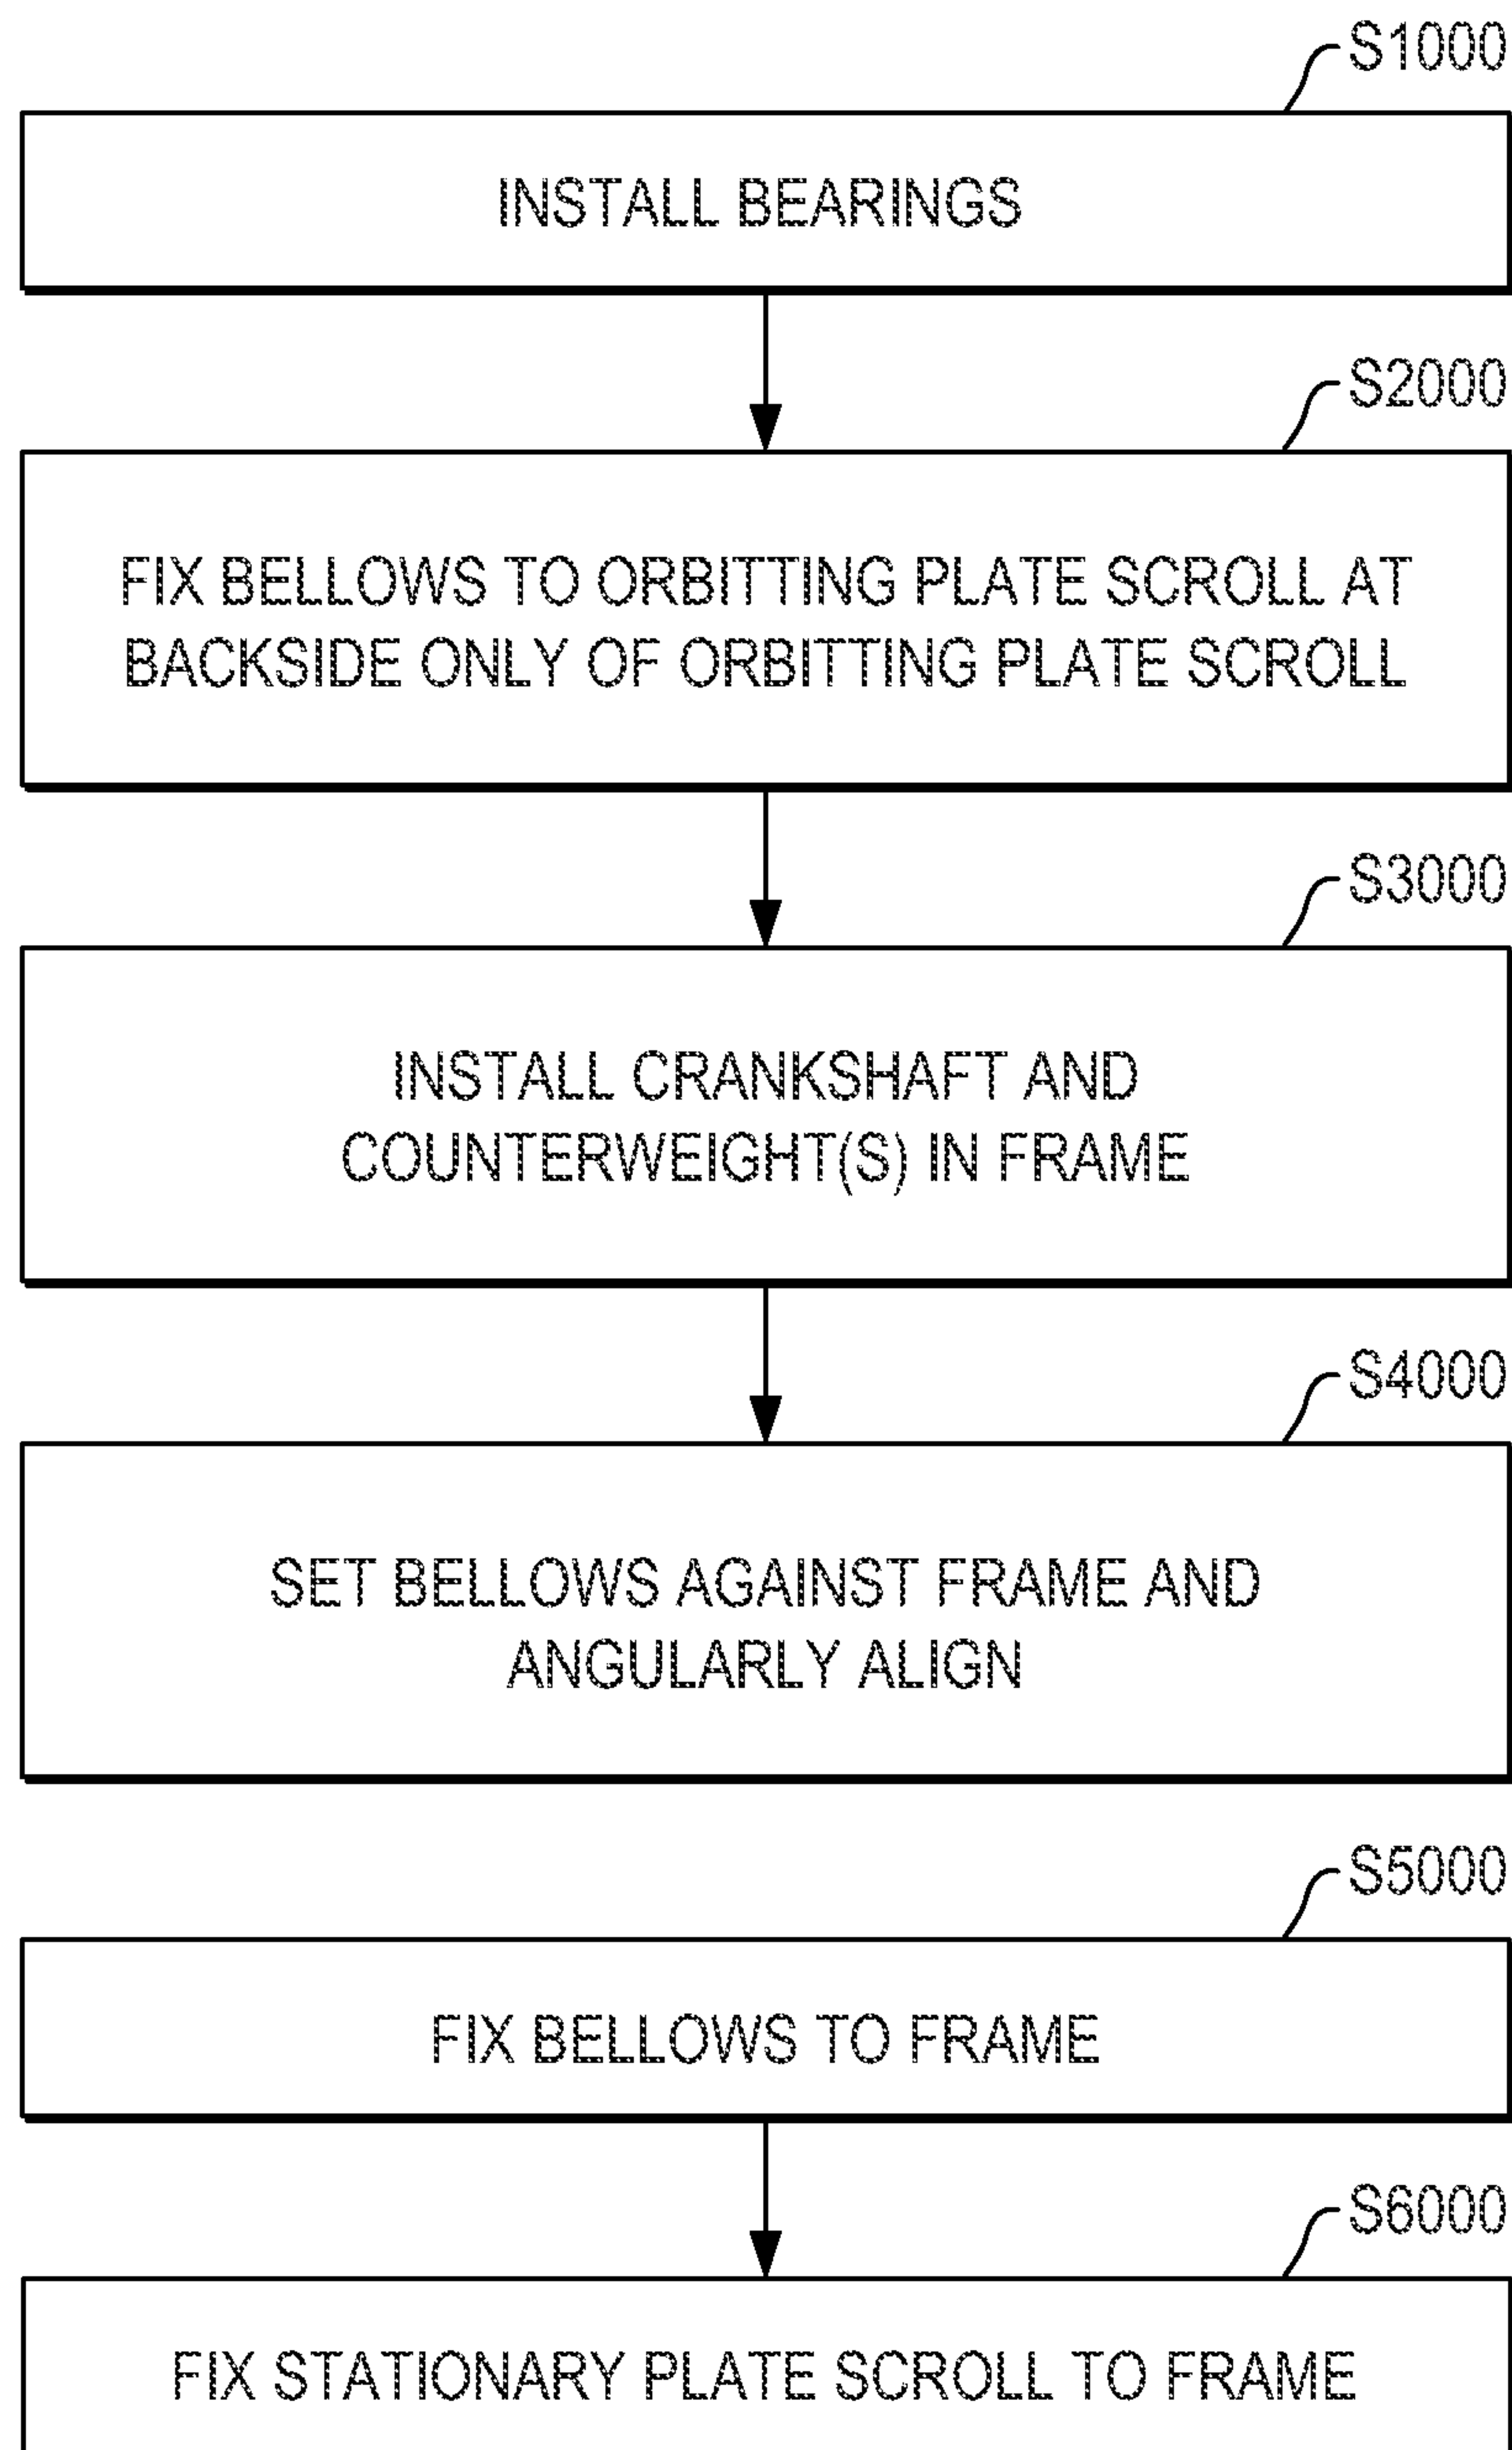 S1000
INSTALL BEARINGS
S2000
FIX BELLOWS TO ORBITTING PLATE SCROLL AT
BACKSIDE ONLY OF ORBITTING PLATE SCROLL
S3000
INSTALL CRANKSHAFT AND
COUNTERWEIGHT(S) IN FRAME
S4000
SET BELLOWS AGAINST FRAME AND
ANGULARLY ALIGN
S5000
FIX BELLOWS TO FRAME
S6000
FIX STATIONARY PLATE SCROLL TO FRAME